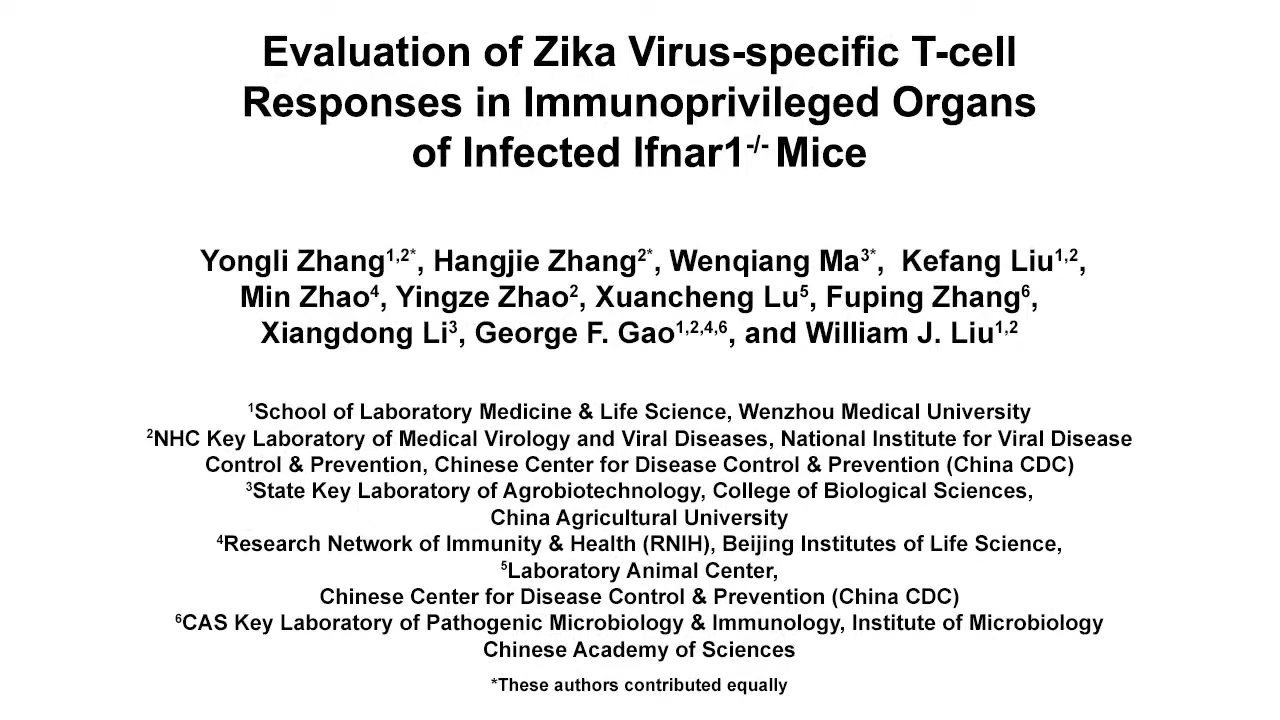 Evaluation of Zika Virus-specific T-cell
Responses in Immunoprivileged Organs
of Infected Ifnar1-/- Mice
Yongli Zhang1,2*, Hangjie Zhang2*, Wenqiang Ma3*, Kefang Liu1,2,
Min Zhao4, Yingze Zhao2, Xuancheng Lu5, Fuping Zhang6,
Xiangdong Li3, George F. Gao1,2,4,6, and William J. Liu1,2
1School of Laboratory Medicine & Life Science, Wenzhou Medical University
2NHC Key Laboratory of Medical Virology and Viral Diseases, National Institute for Viral Disease
Control & Prevention, Chinese Center for Disease Control & Prevention (China CDC)
3State Key Laboratory of Agrobiotechnology, College of Biological Sciences,
China Agricultural University
4Research Network of Immunity & Health (RNIH), Beijing Institutes of Life Science,
5Laboratory Animal Center,
Chinese Center for Disease Control & Prevention (China CDC)
6CAS Key Laboratory of Pathogenic Microbiology & Immunology, Institute of Microbiology
Chinese Academy of Sciences
*These authors contributed equally